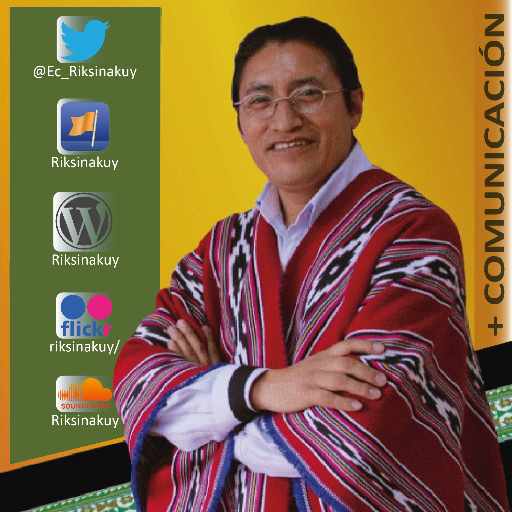 @Ec_Riksinakuy
Riksinakuy
Riksinakuy
flickr
riksinakuy/
SOUNDCLOUD
Riksinakuy
+ COMUNICACIÓN